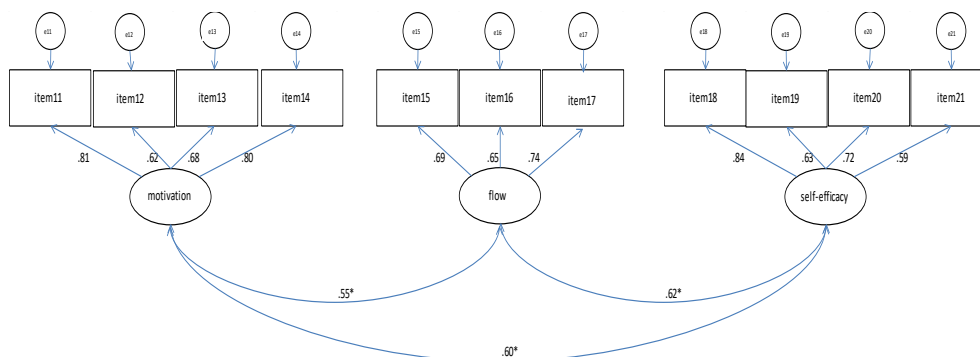 e11 e12 e13 e14 e15 e16 e17 e18 e19 e20 e21
item11 item12 item13 item14 item15 item16 item17 item18 item19 item20 item21
.81 .62 .68 .80 .69 .65 .74 .84 .63 .72 .59
motivation flow self-efficacy
.55* .62*
.60*